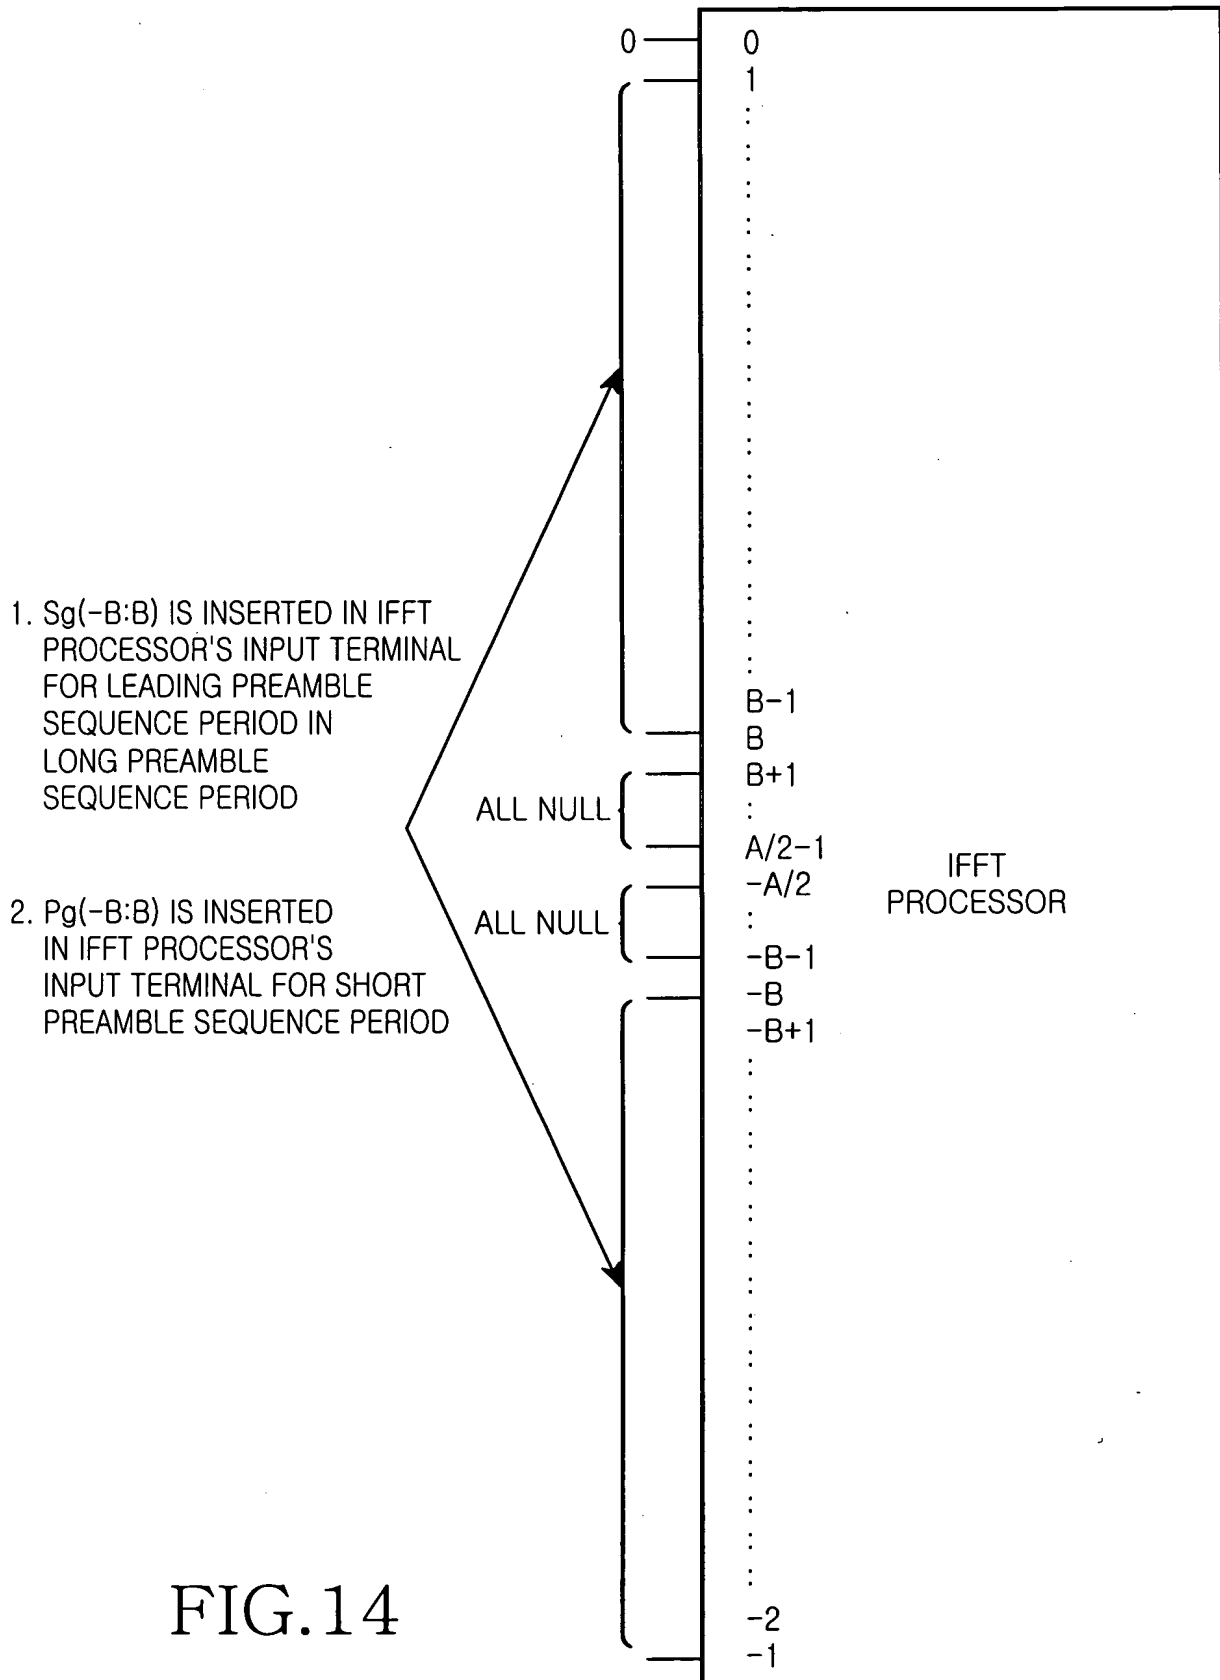 0 0
1
1. Sg(-B:B) IS INSERTED IN IFFT
PROCESSOR'S INPUT TERMINAL
FOR LEADING PREAMBLE
SEQUENCE PERIOD IN
LONG PREAMBLE
SEQUENCE PERIOD
2. Pg(-B:B) IS INSERTED
IN IFFT PROCESSOR'S
INPUT TERMINAL FOR SHORT
PREAMBLE SEQUENCE PERIOD
B-1
B
B+1
ALL NULL
A/2-1
-A/2
ALL NULL
-B-1
-B
-B+1
IFFT
PROCESSOR
-2
-1
FIG.14